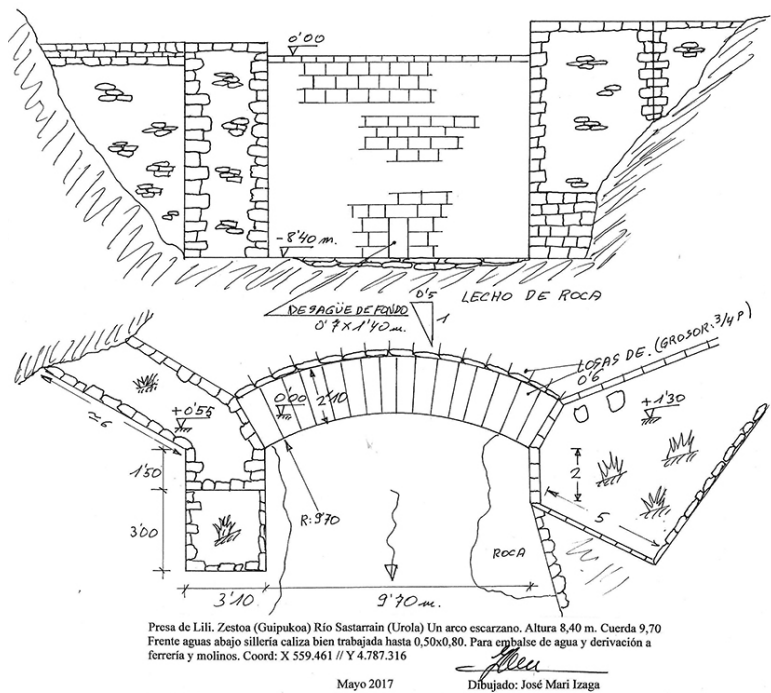 0'00
-8'40 m.
DESAGÜE DE FONDO
0'7x1'40 m.
0'5
1
LECHO DE ROCA
LOSAS DE. (GROSOR: 3/4 P)
0'6
0'00
2'10
+0'55
≃6
+1'30
1'50
2
5
3'00
R: 9'70
ROCA
3'10
9'70 m.
Presa de Lili. Zestoa (Guipukoa) Río Sastarrain (Urola) Un arco escarzano. Altura 8,40 m. Cuerda 9,70
Frente aguas abajo sillería caliza bien trabajada hasta 0,50x0,80. Para embalse de agua y derivación a
ferrería y molinos. Coord: X 559.461 // Y 4.787.316
Mayo 2017
Dibujado: José Mari Izaga